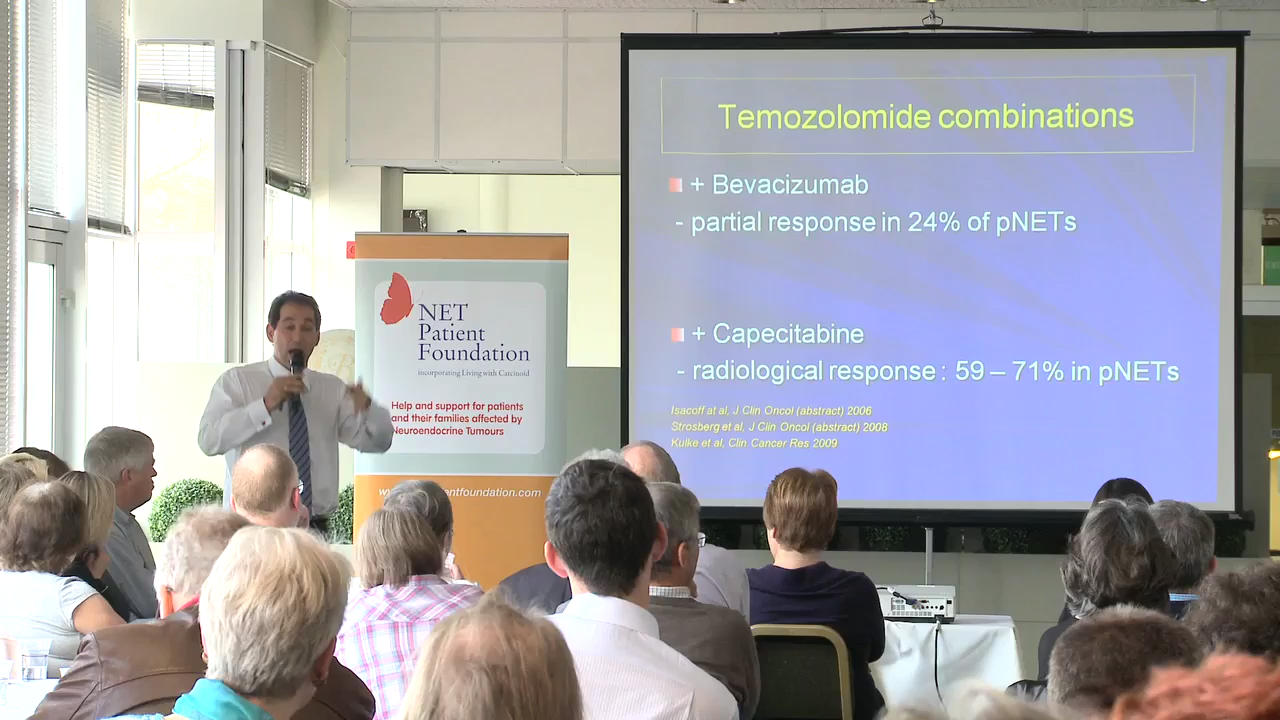 Temozolomide combinations
+ Bevacizumab
- partial response in 24% of pNETs
+ Capecitabine
- radiological response : 59 – 71% in pNETs
Isacoff at al, J Clin Oncol (abstract) 2006
Strosberg et al, J Clin Oncol (abstract) 2008
Kulke et al, Clin Cancer Res 2009
NET
Patient
Foundation
incorporating Living with Carcinoid
Help and support for patients
and their families affected by
Neuroendocrine Tumours